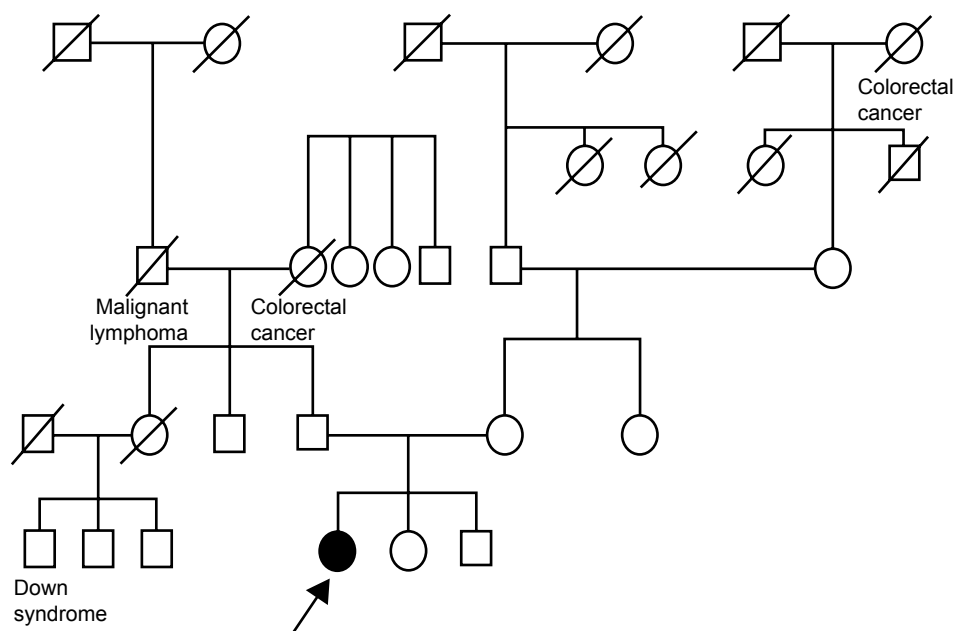 Colorectal
cancer
Malignant
lymphoma
Colorectal
cancer
Down
syndrome